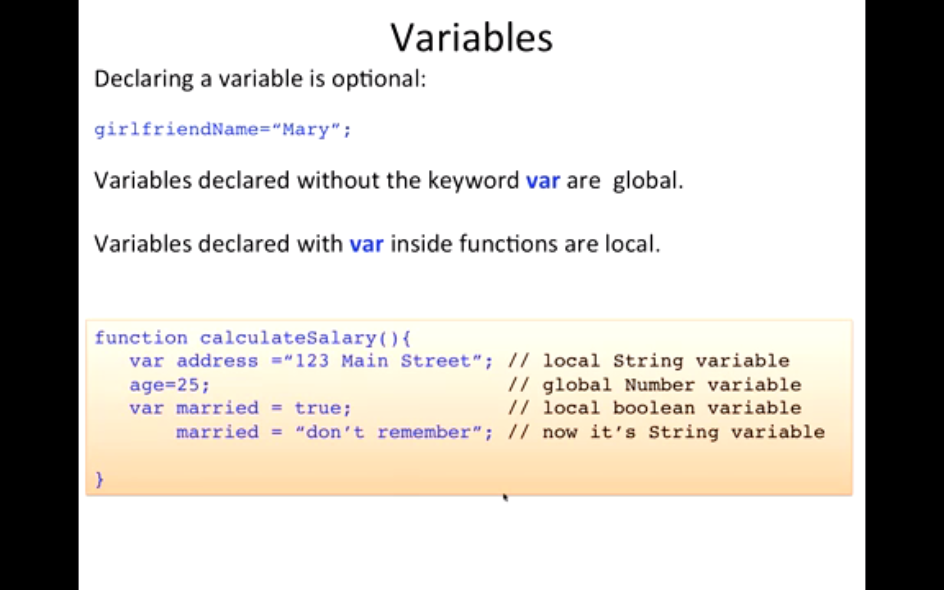 Variables
Declaring a variable is optional:
girlfriendName=“Mary”;
Variables declared without the keyword var are global.
Variables declared with var inside functions are local.
function calculateSalary(){
var address =“123 Main Street”; // local String variable
age=25; // global Number variable
var married = true; // local boolean variable
married = “don’t remember”; // now it’s String variable
}